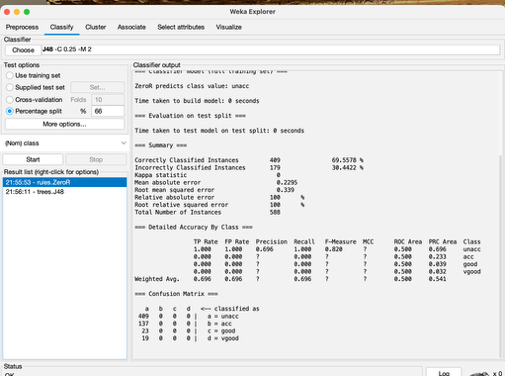 Weka Explorer
Preprocess Classify Cluster Associate Select attributes Visualize
Classifier
Choose J48 -C 0.25 -M 2
Test options
Use training set
Supplied test set Set...
Cross-validation Folds 10
Percentage split % 66
More options...
(Nom) class
Start Stop
Result list (right-click for options)
21:55:53 - rules.ZeroR
21:56:11 - trees.J48
Classifier output
=== Classifier model (full training set) ===
ZeroR predicts class value: unacc
Time taken to build model: 0 seconds
=== Evaluation on test split ===
Time taken to test model on test split: 0 seconds
=== Summary ===
Correctly Classified Instances 409 69.5578 %
Incorrectly Classified Instances 179 30.4422 %
Kappa statistic 0
Mean absolute error 0.2295
Root mean squared error 0.339
Relative absolute error 100 %
Root relative squared error 100 %
Total Number of Instances 588
=== Detailed Accuracy By Class ===
TP Rate FP Rate Precision Recall F-Measure MCC ROC Area PRC Area Class
1.000 1.000 0.696 1.000 0.820 ? 0.500 0.696 unacc
0.000 0.000 ? 0.000 ? ? 0.500 0.233 acc
0.000 0.000 ? 0.000 ? ? 0.500 0.039 good
0.000 0.000 ? 0.000 ? ? 0.500 0.032 vgood
Weighted Avg. 0.696 0.696 ? 0.696 ? ? 0.500 0.541
=== Confusion Matrix ===
a b c d <-- classified as
409 0 0 0 | a = unacc
137 0 0 0 | b = acc
23 0 0 0 | c = good
19 0 0 0 | d = vgood
Status
OK
Log x 0